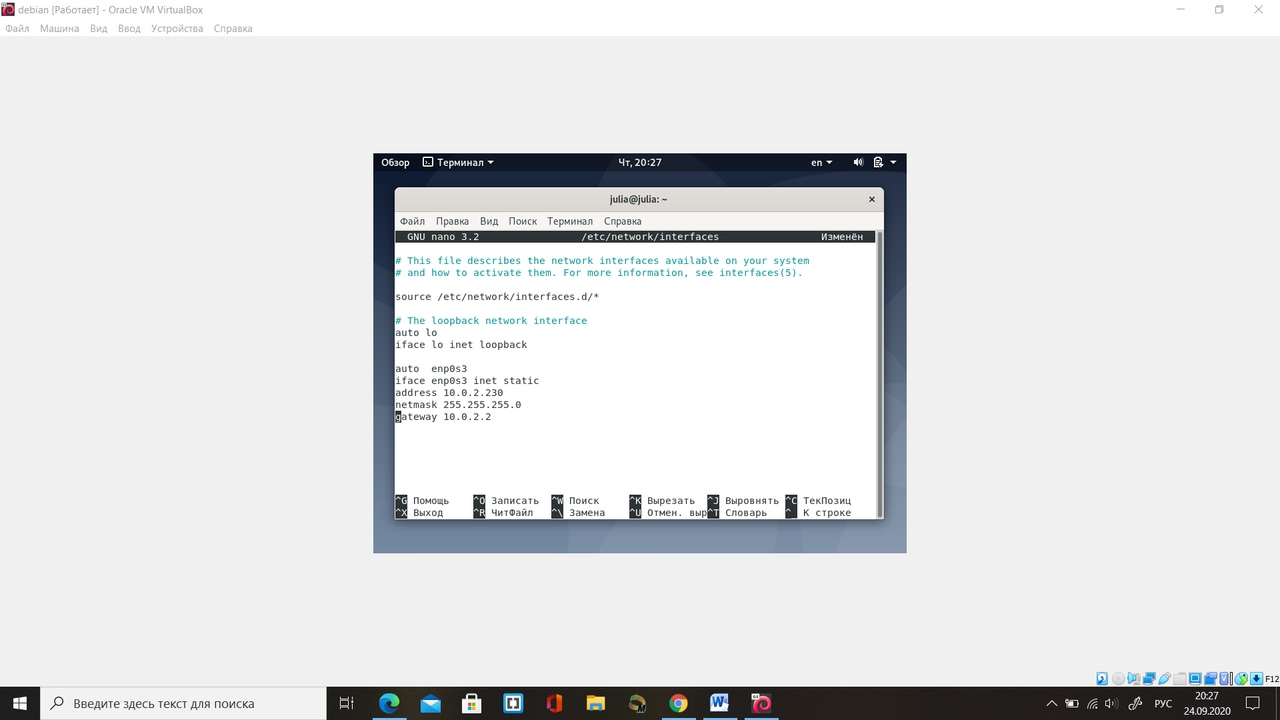 debian [Работает] - Oracle VM VirtualBox
Файл Машина Вид Ввод Устройства Справка
Обзор Терминал Чт, 20:27 en
julia@julia: ~
Файл Правка Вид Поиск Терминал Справка
GNU nano 3.2 /etc/network/interfaces Изменён
# This file describes the network interfaces available on your system
# and how to activate them. For more information, see interfaces(5).
source /etc/network/interfaces.d/*
# The loopback network interface
auto lo
iface lo inet loopback
auto  enp0s3
iface enp0s3 inet static
address 10.0.2.230
netmask 255.255.255.0
gateway 10.0.2.2
^G Помощь ^O Записать ^W Поиск ^K Вырезать ^J Выровнять ^C ТекПозиц
^X Выход ^R ЧитФайл ^\ Замена ^U Отмен. выр ^T Словарь ^_ К строке
F12
Введите здесь текст для поиска
РУС
20:27
24.09.2020